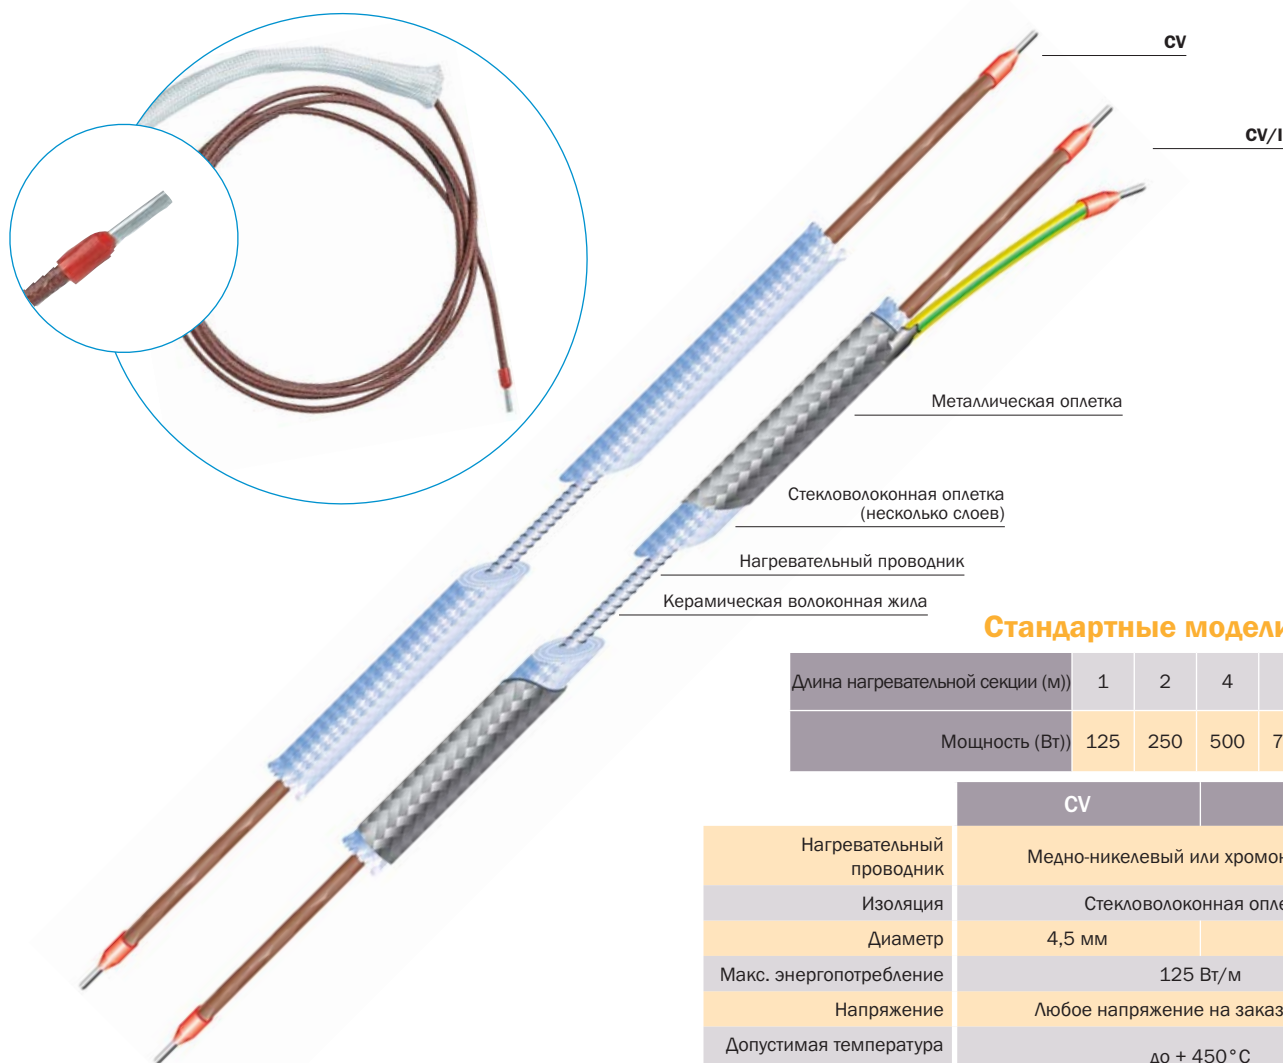 CV
CV/I
Металлическая оплетка
Стекловолоконная оплетка
(несколько слоев)
Нагревательный проводник
Керамическая волоконная жила
Стандартные модели
Длина нагревательной секции (м)) 1 2 4
Мощность (Вт)) 125 250 500 7
CV
Нагревательный
проводник
Медно-никелевый или хромон
Изоляция Стекловолоконная опле
Диаметр 4,5 мм
Макс. энергопотребление 125 Вт/м
Напряжение Любое напряжение на заказ
Допустимая температура
до + 450°C